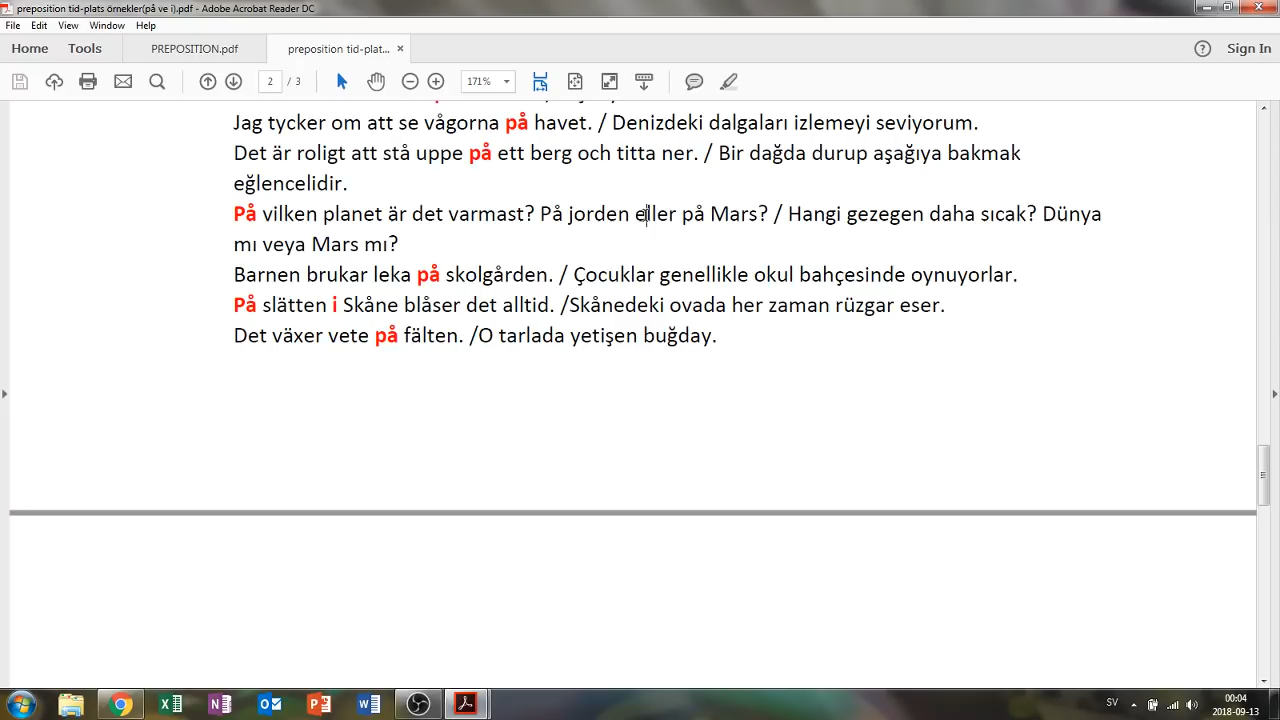 preposition tid-plats örnekler(på ve i).pdf - Adobe Acrobat Reader DC
File Edit View Window Help
Home Tools PREPOSITION.pdf preposition tid-plat... × Sign In
2 / 3 171%
Jag tycker om att se vågorna på havet. / Denizdeki dalgaları izlemeyi seviyorum.
Det är roligt att stå uppe på ett berg och titta ner. / Bir dağda durup aşağıya bakmak
eğlencelidir.
På vilken planet är det varmast? På jorden eller på Mars? / Hangi gezegen daha sıcak? Dünya
mı veya Mars mı?
Barnen brukar leka på skolgården. / Çocuklar genellikle okul bahçesinde oynuyorlar.
På slätten i Skåne blåser det alltid. /Skånedeki ovada her zaman rüzgar eser.
Det växer vete på fälten. /O tarlada yetişen buğday.
SV 00:04
2018-09-13